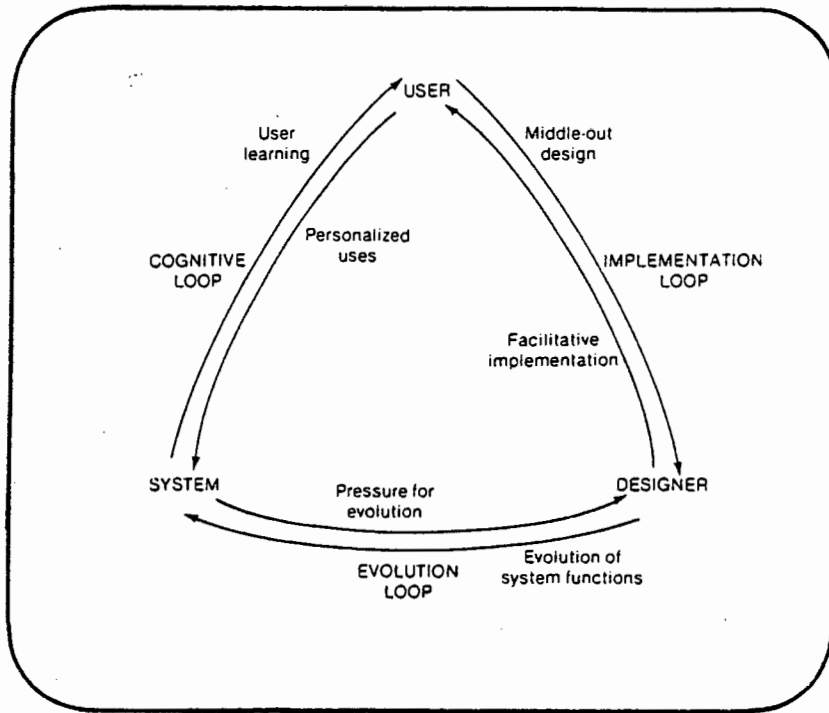 USER
User
learning
Middle-out
design
Personalized
uses
COGNITIVE
LOOP
IMPLEMENTATION
LOOP
Facilitative
implementation
SYSTEM
DESIGNER
Pressure for
evolution
Evolution of
system functions
EVOLUTION
LOOP